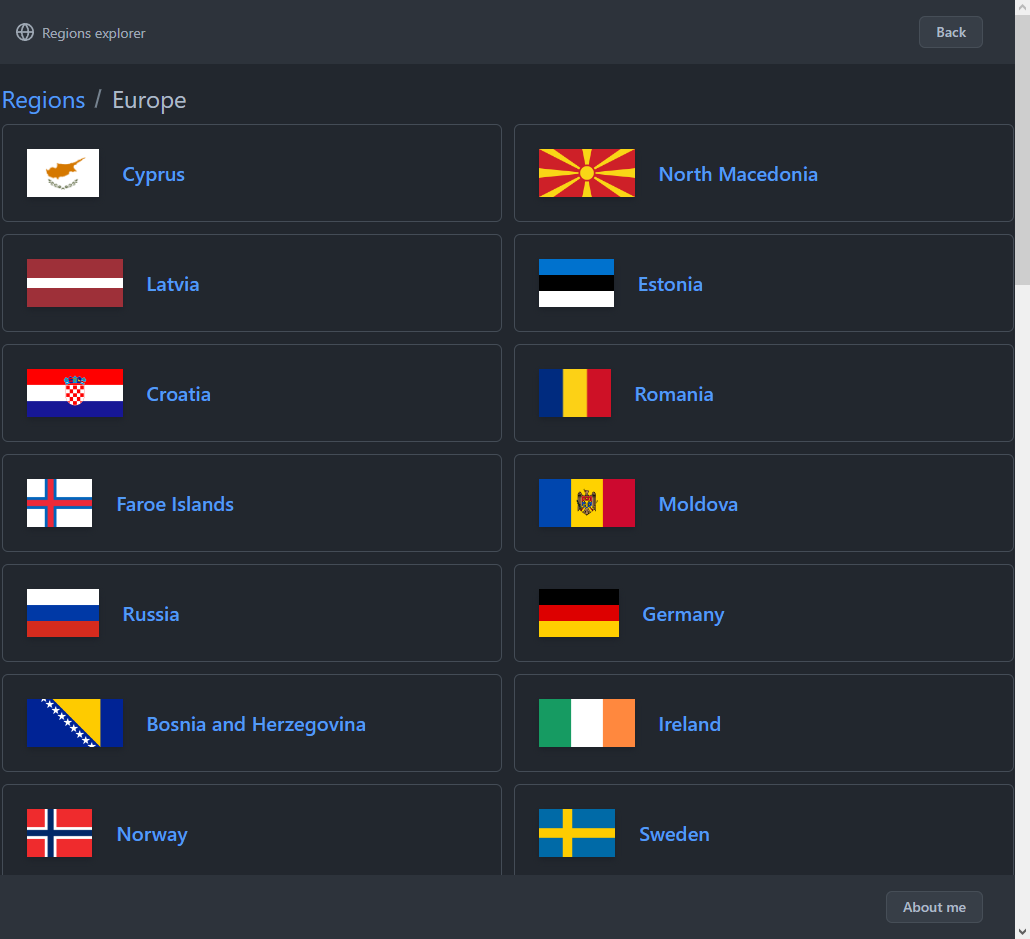 Regions explorer
Back
Regions / Europe
Cyprus
North Macedonia
Latvia
Estonia
Croatia
Romania
Faroe Islands
Moldova
Russia
Germany
Bosnia and Herzegovina
Ireland
Norway
Sweden
About me